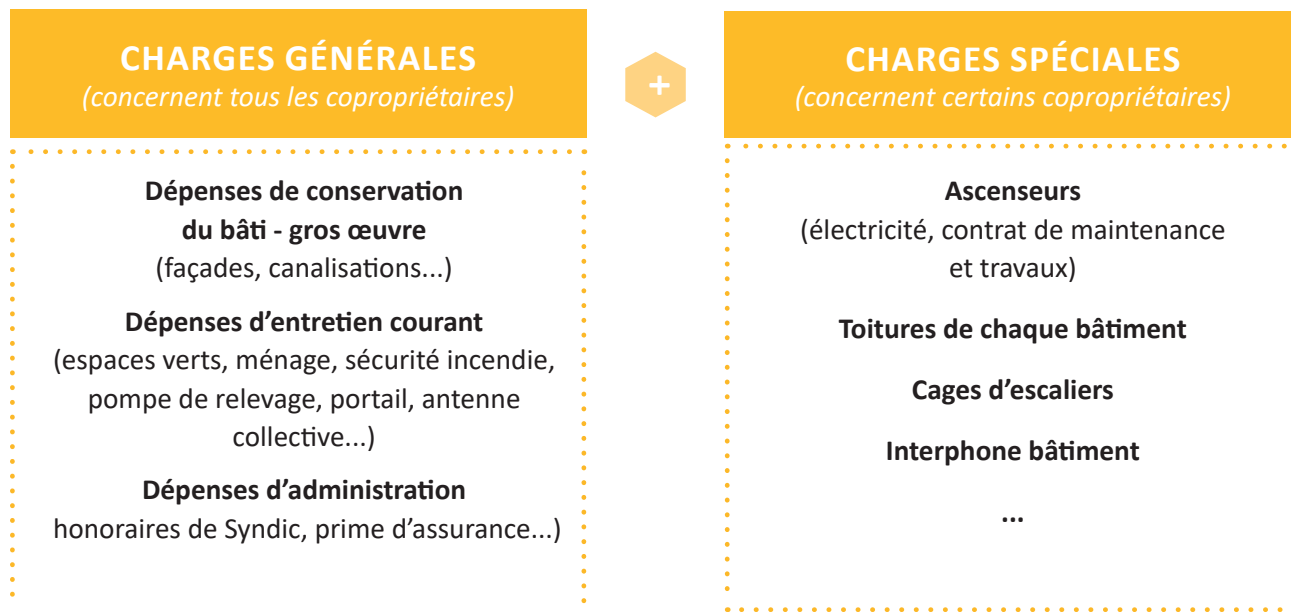 CHARGES GÉNÉRALES
(concernent tous les copropriétaires)
Dépenses de conservation
du bâti - gros œuvre
(façades, canalisations...)
Dépenses d’entretien courant
(espaces verts, ménage, sécurité incendie,
pompe de relevage, portail, antenne
collective...)
Dépenses d’administration
honoraires de Syndic, prime d’assurance...)
+
CHARGES SPÉCIALES
(concernent certains copropriétaires)
Ascenseurs
(électricité, contrat de maintenance
et travaux)
Toitures de chaque bâtiment
Cages d’escaliers
Interphone bâtiment
...